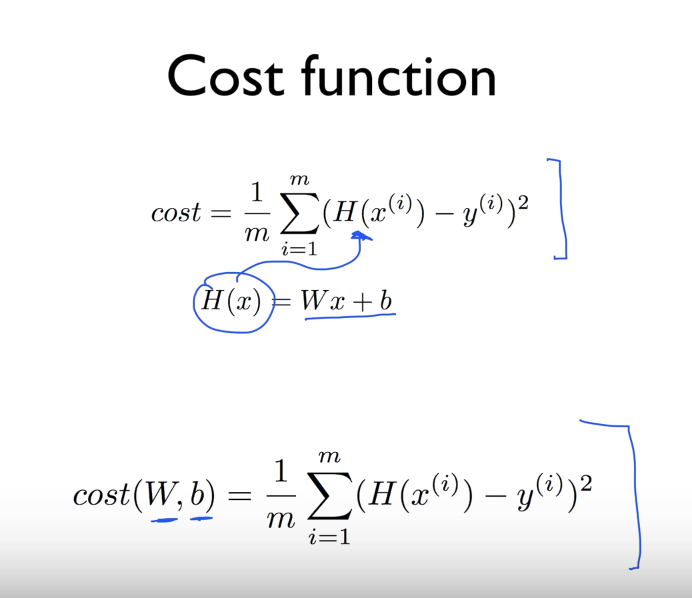 Cost function
cost = \frac{1}{m} \sum_{i=1}^{m} (H(x^{(i)}) - y^{(i)})^2
H(x) = Wx + b
cost(W, b) = \frac{1}{m} \sum_{i=1}^{m} (H(x^{(i)}) - y^{(i)})^2